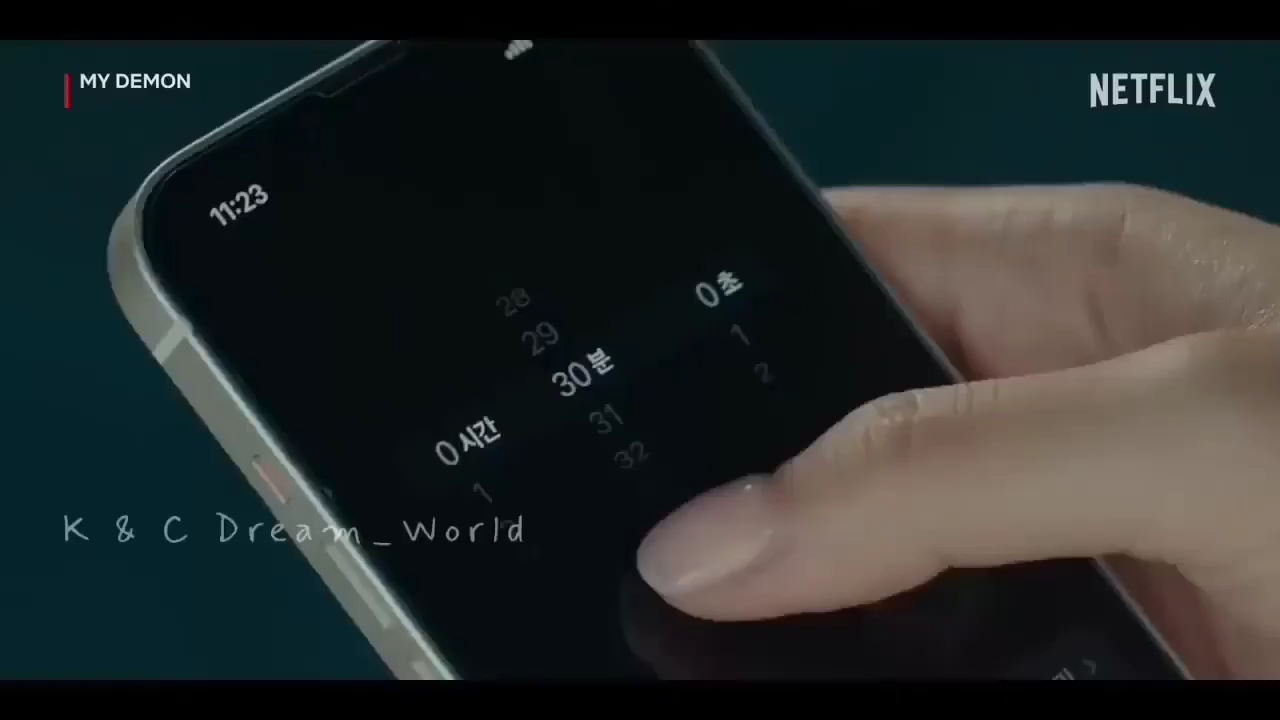 MY DEMON
NETFLIX
11:23
28
29
30 분
31
32
0 초
1
2
0 시간
1
K & C Dream_World